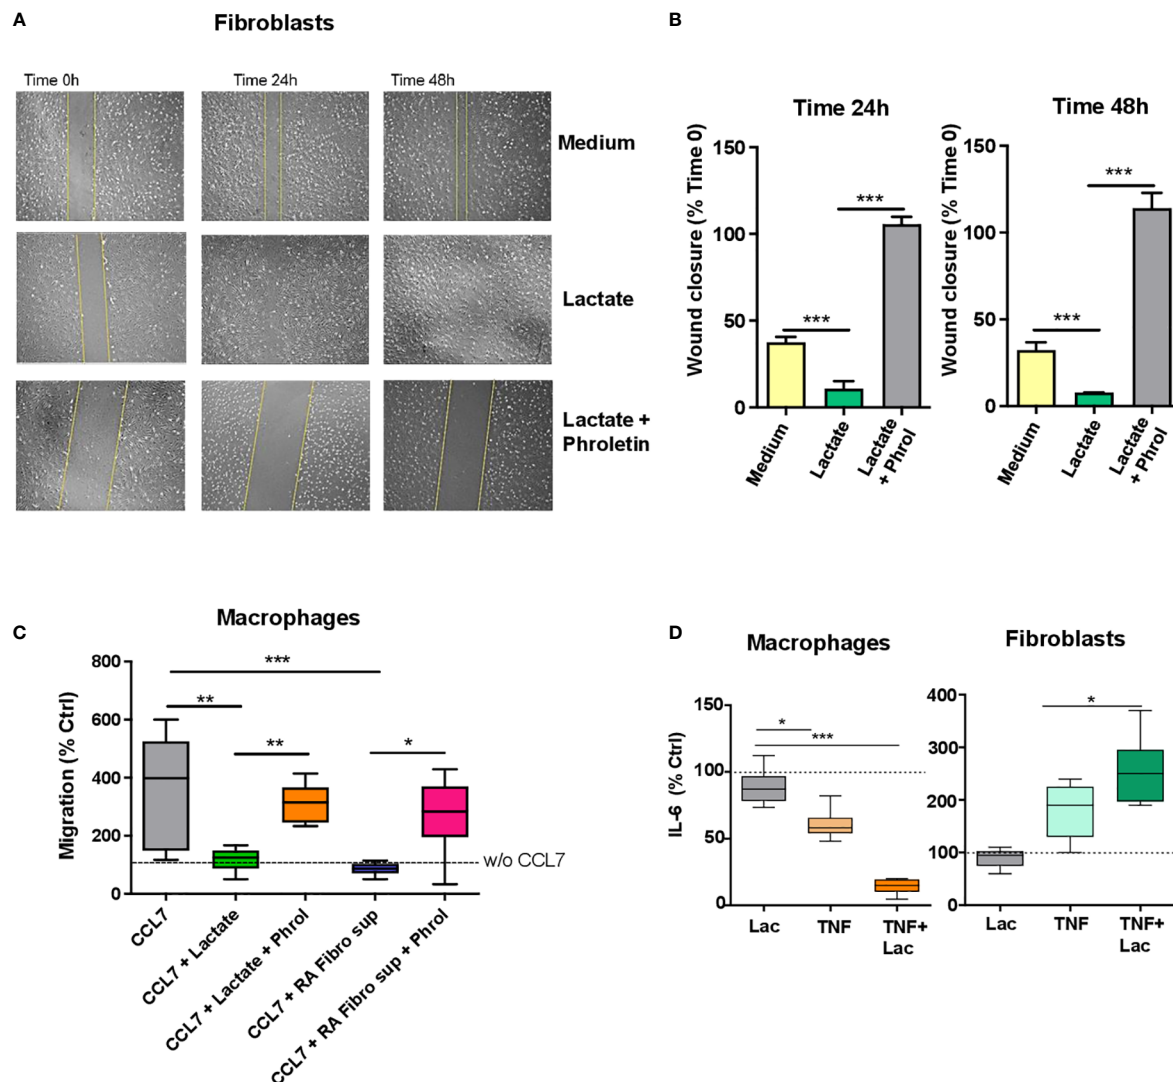 A
Fibroblasts
Time 0h
Time 24h
Time 48h
Medium
Lactate
Lactate +
Phroletin
B
Time 24h
Wound closure (% Time 0)
150
100
50
0
***
***
Medium
Lactate
Lactate
+ Phrol
Time 48h
Wound closure (% Time 0)
150
100
50
0
***
***
Medium
Lactate
Lactate
+ Phrol
C
Macrophages
Migration (% Ctrl)
800
600
400
200
0
***
**
**
*
w/o CCL7
CCL7
CCL7 + Lactate
CCL7 + Lactate + Phrol
CCL7 + RA Fibro sup
CCL7 + RA Fibro sup + Phrol
D
Macrophages
IL-6 (% Ctrl)
150
100
50
0
*
***
Lac
TNF
TNF+
Lac
Fibroblasts
400
300
200
100
0
*
Lac
TNF
TNF+
Lac